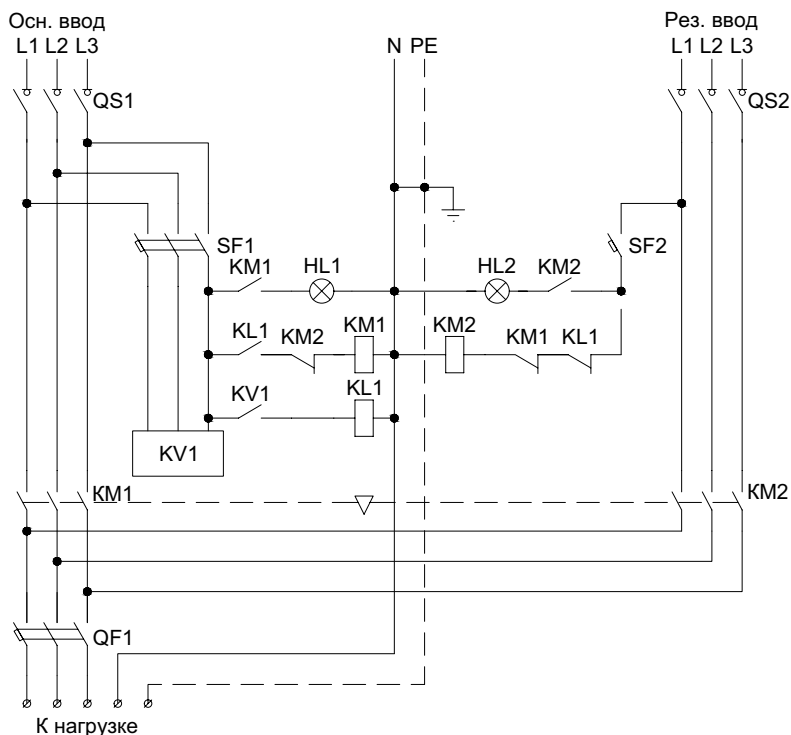 Осн. ввод
Рез. ввод
L1 L2 L3
N PE
L1 L2 L3
QS1
QS2
SF1
SF2
KM1
HL1
HL2
KM2
KL1
KM2
KM1
KM2
KM1
KL1
KV1
KL1
KV1
KM1
KM2
QF1
К нагрузке